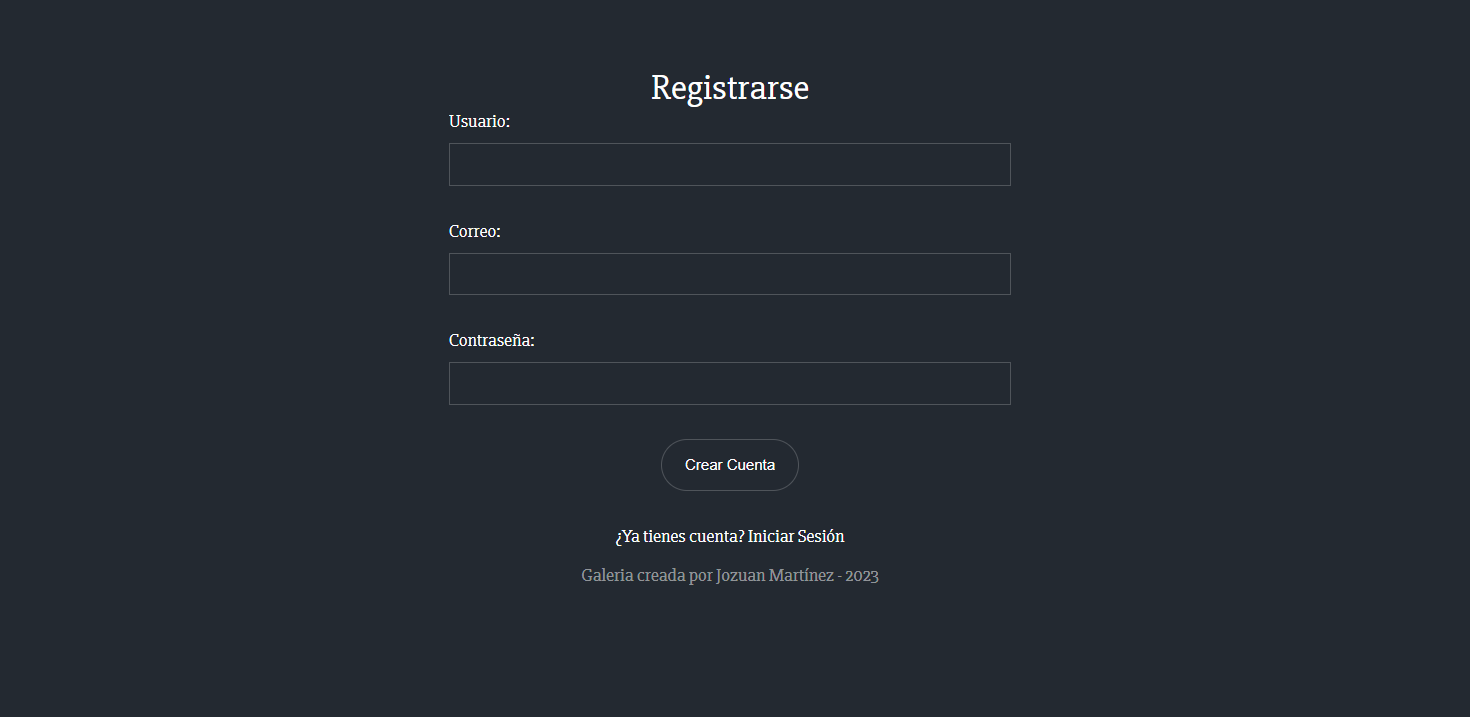 Registrarse
Usuario:
Correo:
Contraseña:
Crear Cuenta
¿Ya tienes cuenta? Iniciar Sesión
Galeria creada por Jozuan Martínez - 2023